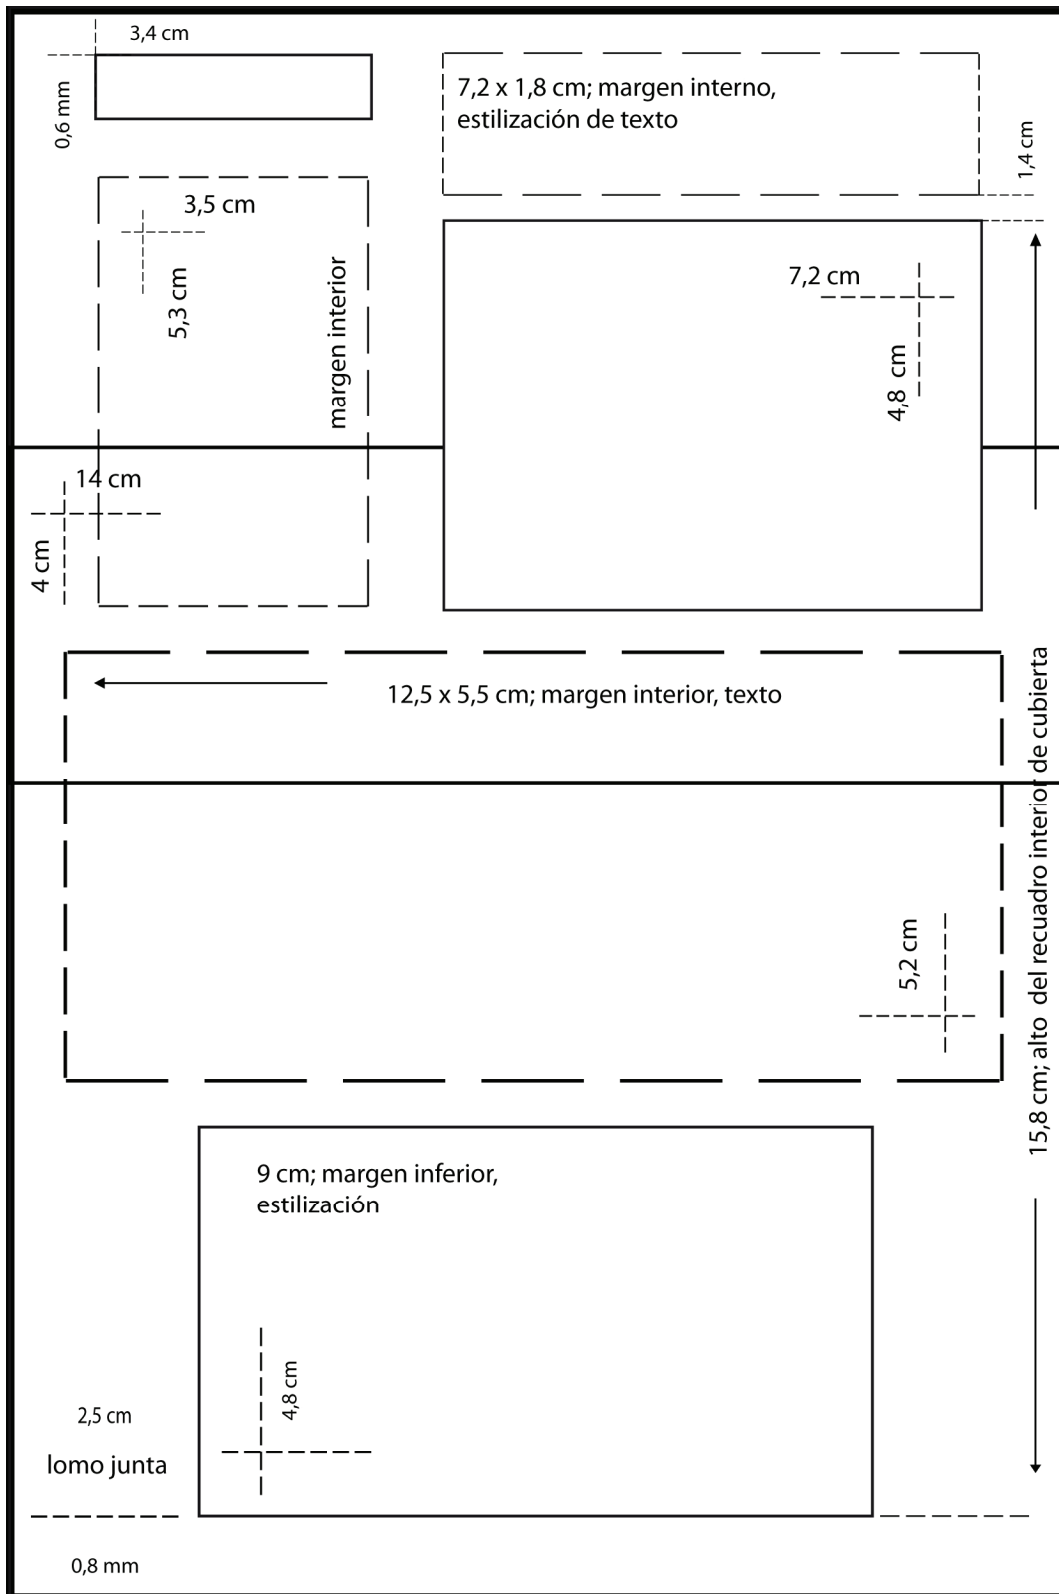 3,4 cm
0,6 mm
7,2 x 1,8 cm; margen interno,
estilización de texto
1,4 cm
3,5 cm
5,3 cm
margen interior
7,2 cm
4,8 cm
14 cm
4 cm
12,5 x 5,5 cm; margen interior, texto
15,8 cm; alto del recuadro interior de cubierta
5,2 cm
9 cm; margen inferior,
estilización
4,8 cm
2,5 cm
lomo junta
0,8 mm